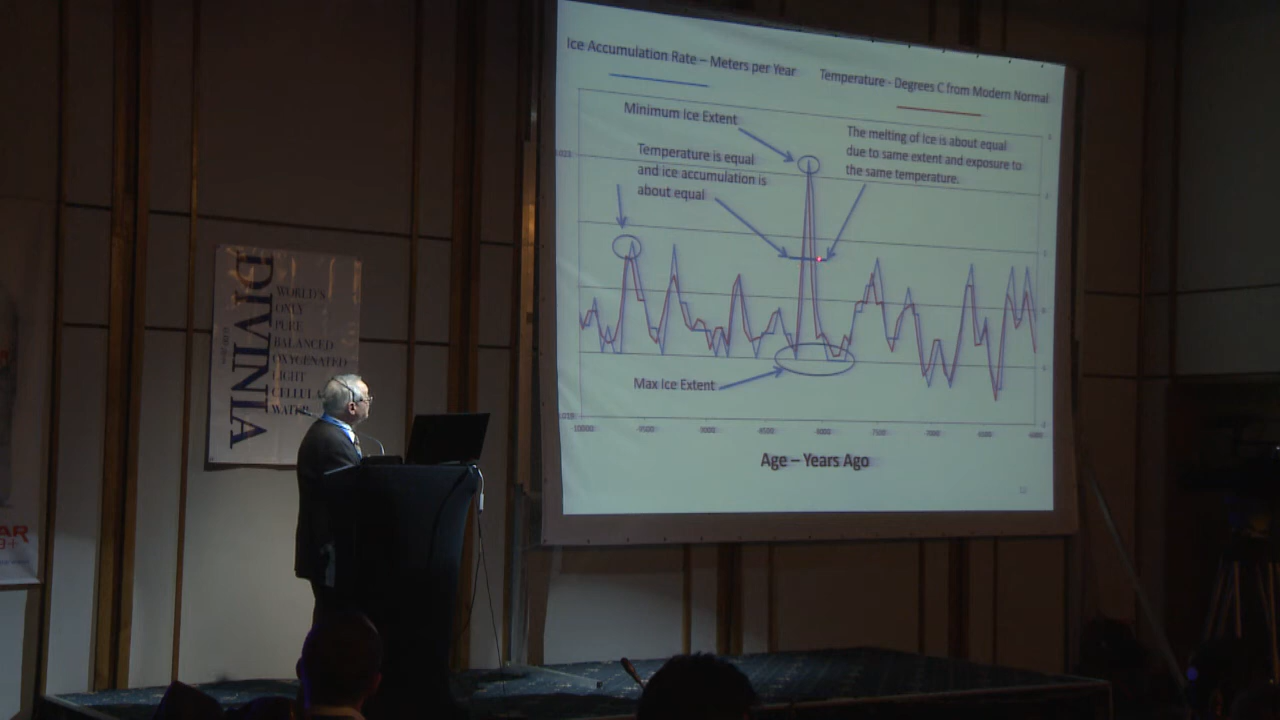 Ice Accumulation Rate – Meters per Year
Temperature - Degrees C from Modern Normal
Minimum Ice Extent
The melting of Ice is about equal
due to same extent and exposure to
the same temperature.
Temperature is equal
and ice accumulation is
about equal
Max Ice Extent
-10000
Age – Years Ago
DIVINIA
WORLD'S
ONLY
PURE
BALANCED
OXYGENATED
LIGHT
CELLULAR
WATER